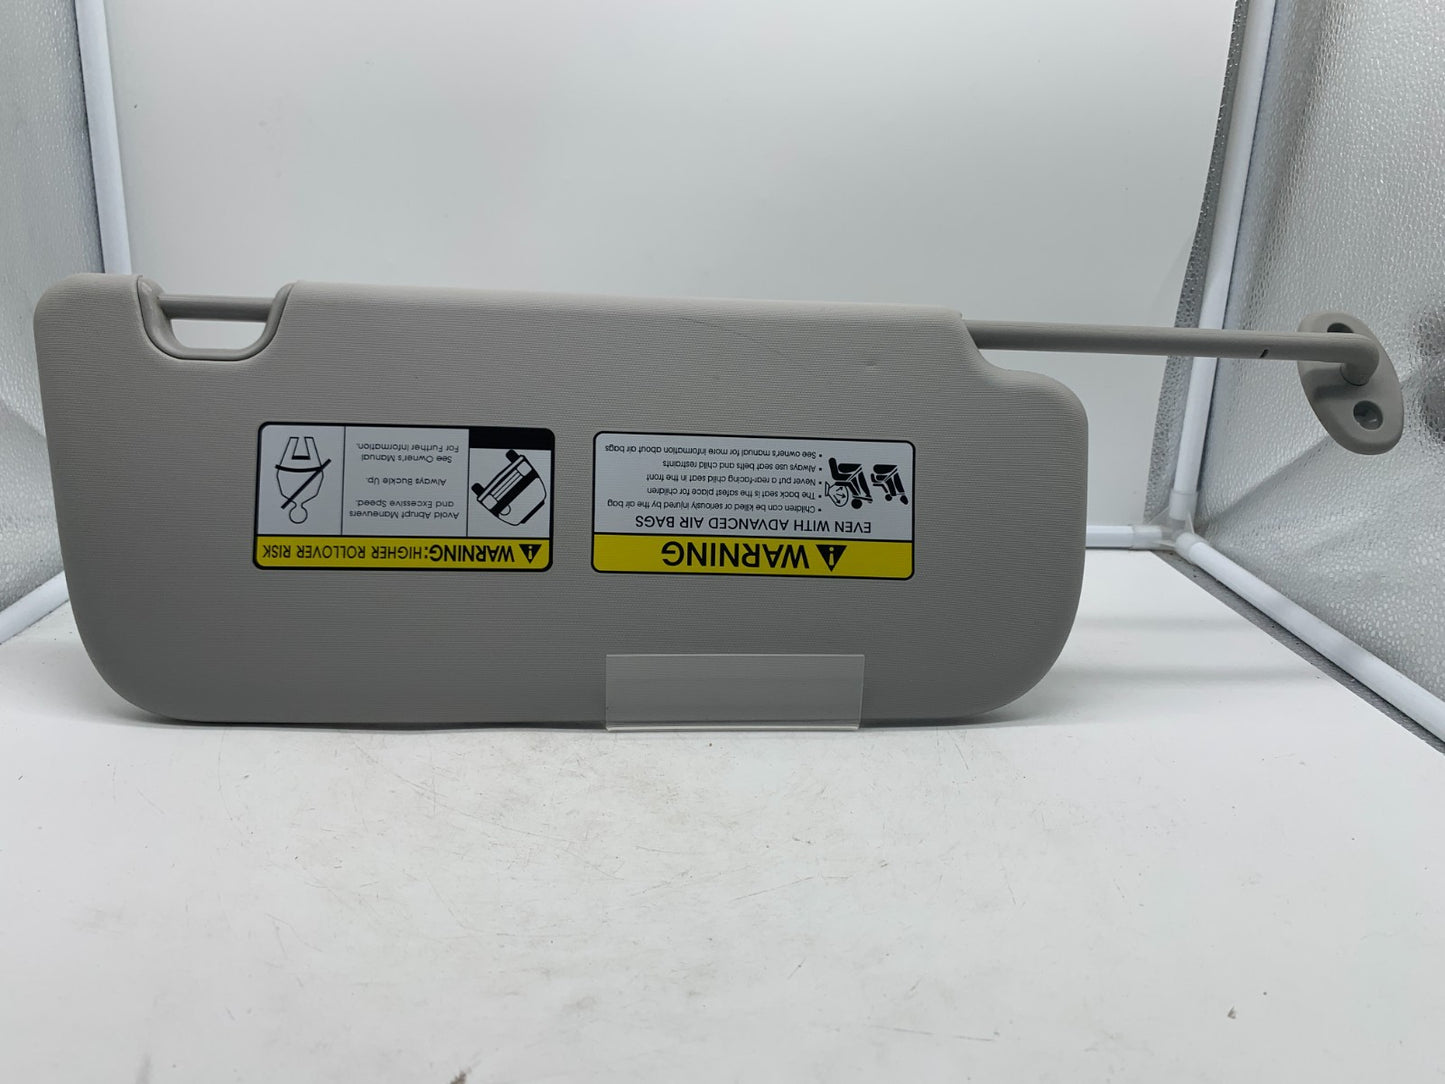 WARNING
EVEN WITH ADVANCED AIR BAGS
• Children can be killed or seriously injured by the air bag
• The back seat is the safest place for children
• Never put a rear-facing child seat in the front
• Always use seat belts and child restraints
• See owner's manual for more information about air bags
WARNING: HIGHER ROLLOVER RISK
Avoid Abrupt Maneuvers
and Excessive Speed.
Always Buckle Up.
See Owner's Manual
For Further Information.